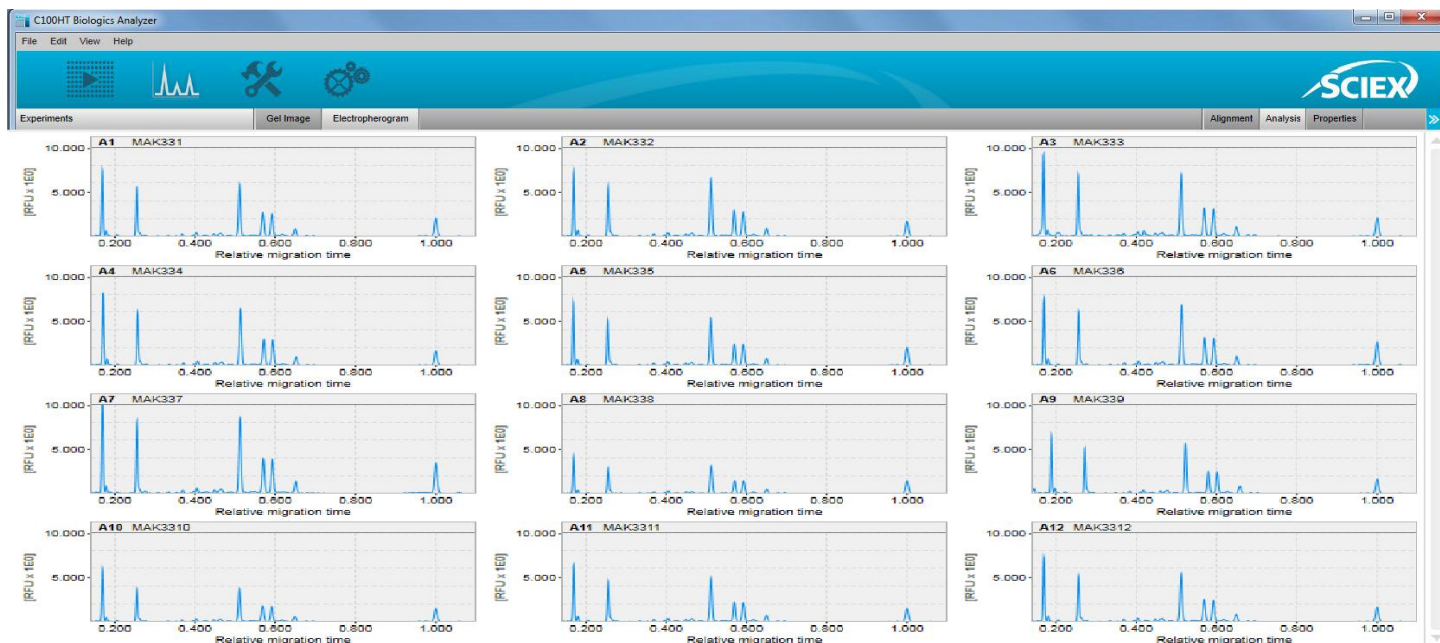 C100HT Biologics Analyzer
File Edit View Help
SCIEX
Experiments Gel Image Electropherogram Alignment Analysis Properties
A1 MAK331 A2 MAK332 A3 MAK333
10.000 10.000 10.000
[RFU x 1E0] [RFU x 1E0] [RFU x 1E0]
5.000 5.000 5.000
0.200 0.400 0.600 0.800 1.000 0.200 0.400 0.600 0.800 1.000 0.200 0.400 0.600 0.800 1.000
Relative migration time Relative migration time Relative migration time
A4 MAK334 A5 MAK335 A6 MAK336
10.000 10.000 10.000
[RFU x 1E0] [RFU x 1E0] [RFU x 1E0]
5.000 5.000 5.000
0.200 0.400 0.600 0.800 1.000 0.200 0.400 0.600 0.800 1.000 0.200 0.400 0.600 0.800 1.000
Relative migration time Relative migration time Relative migration time
A7 MAK337 A8 MAK338 A9 MAK339
10.000 10.000 10.000
[RFU x 1E0] [RFU x 1E0] [RFU x 1E0]
5.000 5.000 5.000
0.200 0.400 0.600 0.800 1.000 0.200 0.400 0.600 0.800 1.000 0.200 0.400 0.600 0.800 1.000
Relative migration time Relative migration time Relative migration time
A10 MAK3310 A11 MAK3311 A12 MAK3312
10.000 10.000 10.000
[RFU x 1E0] [RFU x 1E0] [RFU x 1E0]
5.000 5.000 5.000
0.200 0.400 0.600 0.800 1.000 0.200 0.400 0.600 0.800 1.000 0.200 0.400 0.600 0.800 1.000
Relative migration time Relative migration time Relative migration time